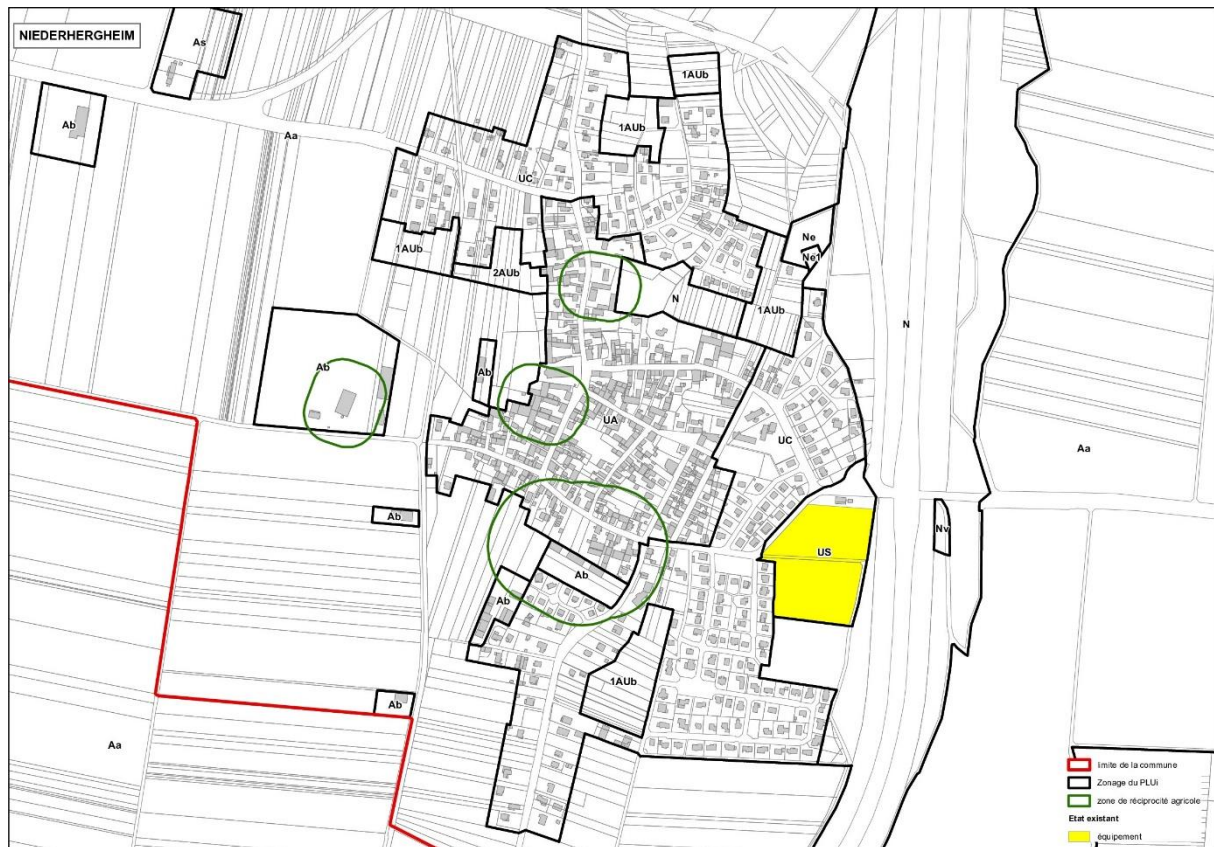 NIEDERHERGHEIM
As
1AUb
Ab
1AUb
Aa
UC
Ne
1AUb
Ne1
2AUb
N
1AUb
N
Ab
Ab
UA
UC
Aa
Ab
Nv
US
Ab
Ab
1AUb
Ab
Aa
limite de la commune
Zonage du PLUi
zone de réciprocité agricole
Etat existant
équipement